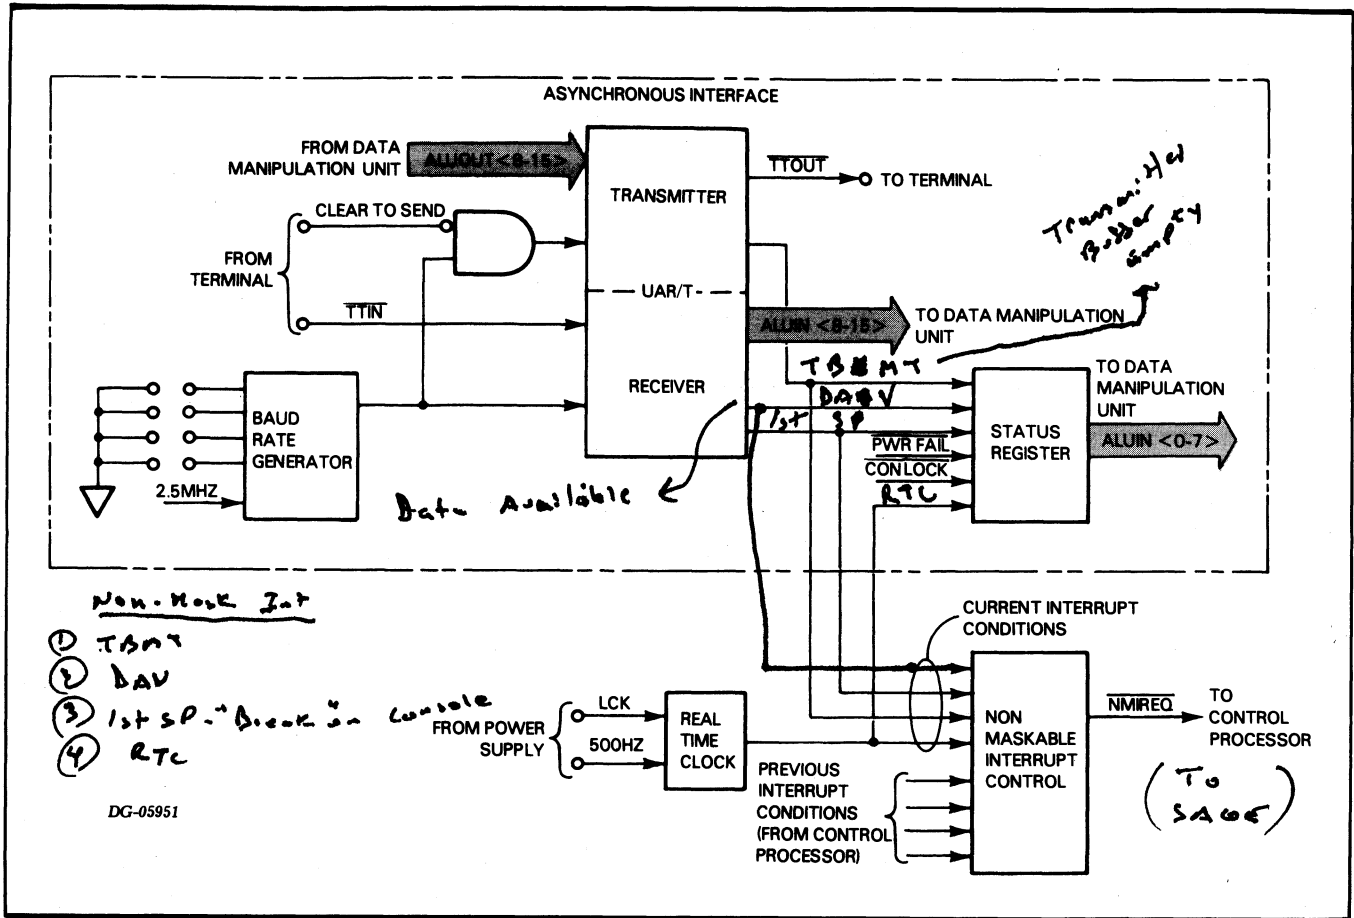 ASYNCHRONOUS INTERFACE
FROM DATA
MANIPULATION UNIT
ALUOUT <8-15>
TTOUT
TO TERMINAL
TRANSMITTER
CLEAR TO SEND
FROM
TERMINAL
TTIN
UAR/T
ALUIN <8-15>
TO DATA MANIPULATION
UNIT
Transmitter
Buffer
empty
RECEIVER
BAUD
RATE
GENERATOR
2.5MHZ
TBMT
DAV
1st SP
PWR FAIL
CON LOCK
RTC
STATUS
REGISTER
TO DATA
MANIPULATION
UNIT
ALUIN <0-7>
Data Available
Non-Mask Int
① TBMT
② DAV
③ 1st SP - "Break" on console
④ RTC
DG-05951
FROM POWER
SUPPLY
LCK
500HZ
REAL
TIME
CLOCK
CURRENT INTERRUPT
CONDITIONS
PREVIOUS
INTERRUPT
CONDITIONS
(FROM CONTROL
PROCESSOR)
NON
MASKABLE
INTERRUPT
CONTROL
NMIREQ
TO
CONTROL
PROCESSOR
(To